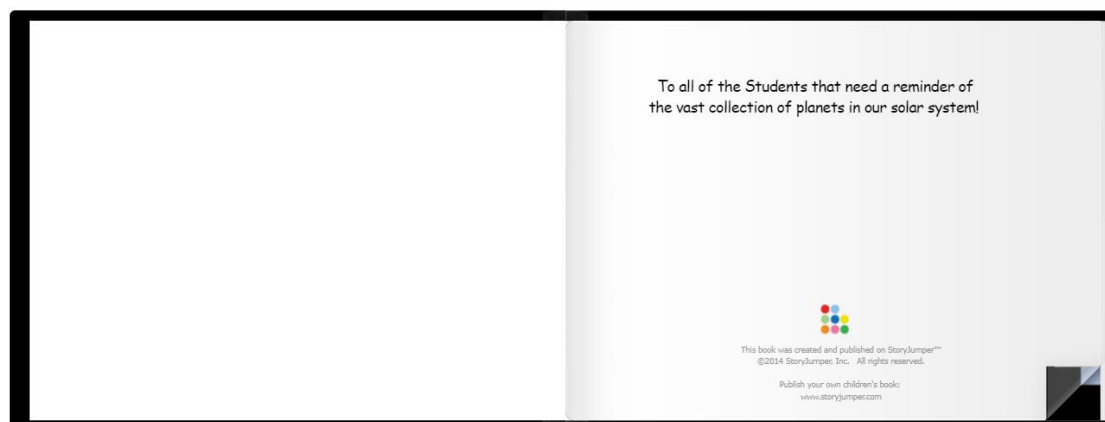 To all of the Students that need a reminder of
the vast collection of planets in our solar system!
This book was created and published on StoryJumper™
©2014 StoryJumper, Inc. All rights reserved.
Publish your own children's book:
www.storyjumper.com